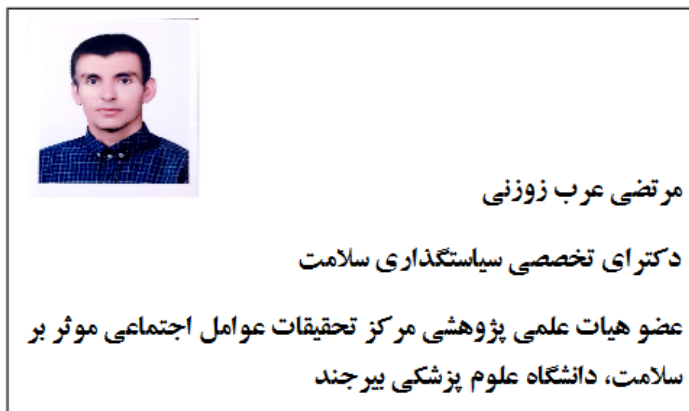 مرتضی عرب زوزنی
دکترای تخصصی سیاستگذاری سلامت
عضو هیات علمی پژوهشی مرکز تحقیقات عوامل اجتماعی موثر بر
سلامت، دانشگاه علوم پزشکی بیرجند